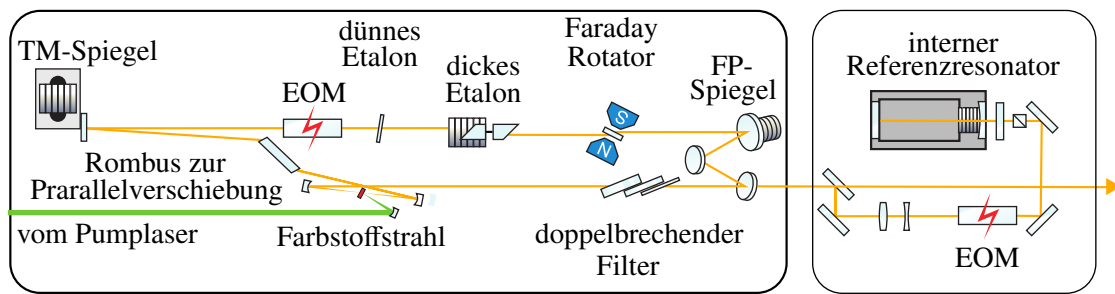 TM-Spiegel
dünnes
Etalon
EOM
dickes
Etalon
Faraday
Rotator
S
N
FP-
Spiegel
interner
Referenzresonator
Rombus zur
Prarallelverschiebung
vom Pumplaser
Farbstoffstrahl
doppelbrechender
Filter
EOM